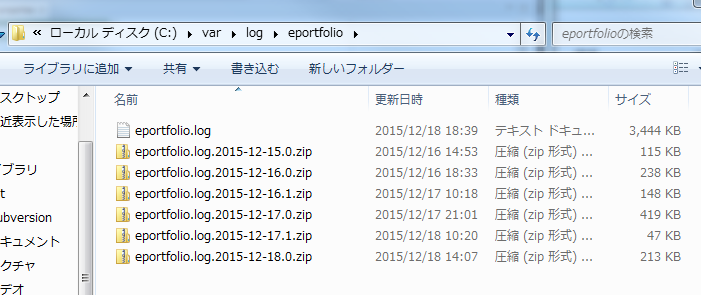 « ローカル ディスク (C:) ▸ var ▸ log ▸ eportfolio ▸ eportfolioの検索
ライブラリに追加 ▼ 共有 ▼ 書き込む 新しいフォルダー
名前 更新日時 種類 サイズ
eportfolio.log 2015/12/18 18:39 テキスト ドキュ... 3,444 KB
eportfolio.log.2015-12-15.0.zip 2015/12/16 14:53 圧縮 (zip 形式) ... 115 KB
eportfolio.log.2015-12-16.0.zip 2015/12/16 18:33 圧縮 (zip 形式) ... 238 KB
eportfolio.log.2015-12-16.1.zip 2015/12/17 10:18 圧縮 (zip 形式) ... 148 KB
eportfolio.log.2015-12-17.0.zip 2015/12/17 21:01 圧縮 (zip 形式) ... 419 KB
eportfolio.log.2015-12-17.1.zip 2015/12/18 10:20 圧縮 (zip 形式) ... 47 KB
eportfolio.log.2015-12-18.0.zip 2015/12/18 14:07 圧縮 (zip 形式) ... 213 KB
スクトップ
近表示した場所
イブラリ
t
ubversion
キュメント
クチャ
デオ